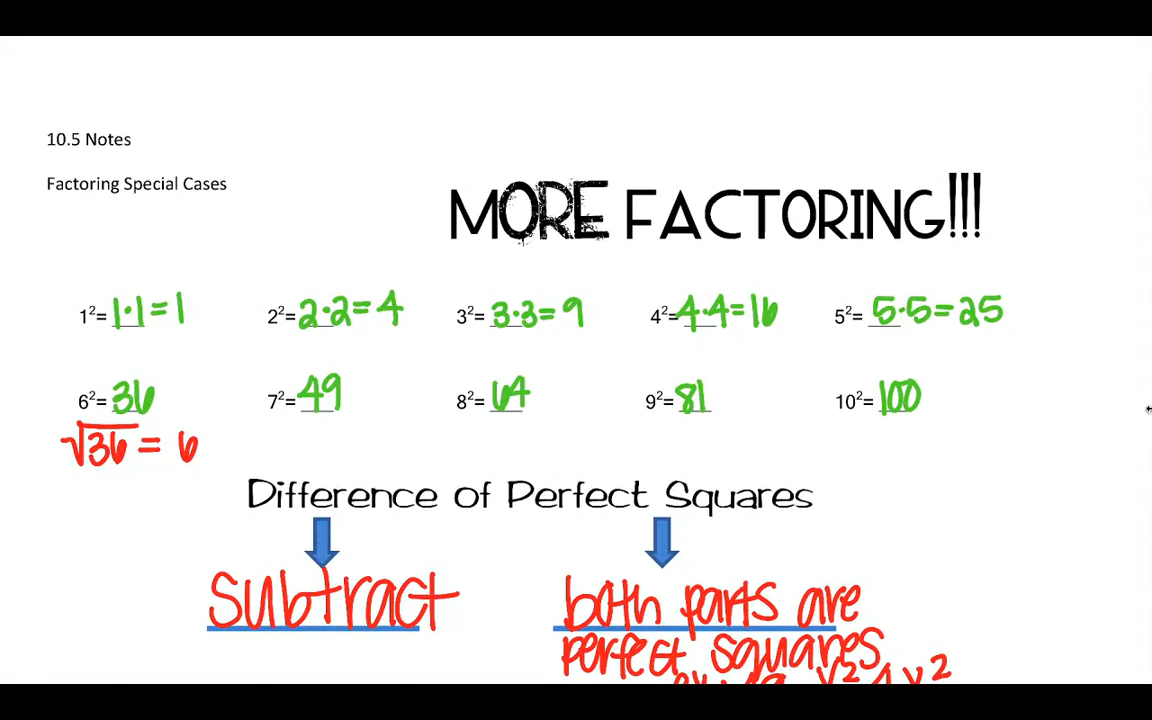 10.5 Notes
Factoring Special Cases
MORE FACTORING!!!
1²= 1·1=1 2²= 2·2=4 3²= 3·3=9 4²= 4·4=16 5²= 5·5=25
6²= 36 7²= 49 8²= 64 9²= 81 10²= 100
√36 = 6
Difference of Perfect Squares
subtract both parts are
perfect squares